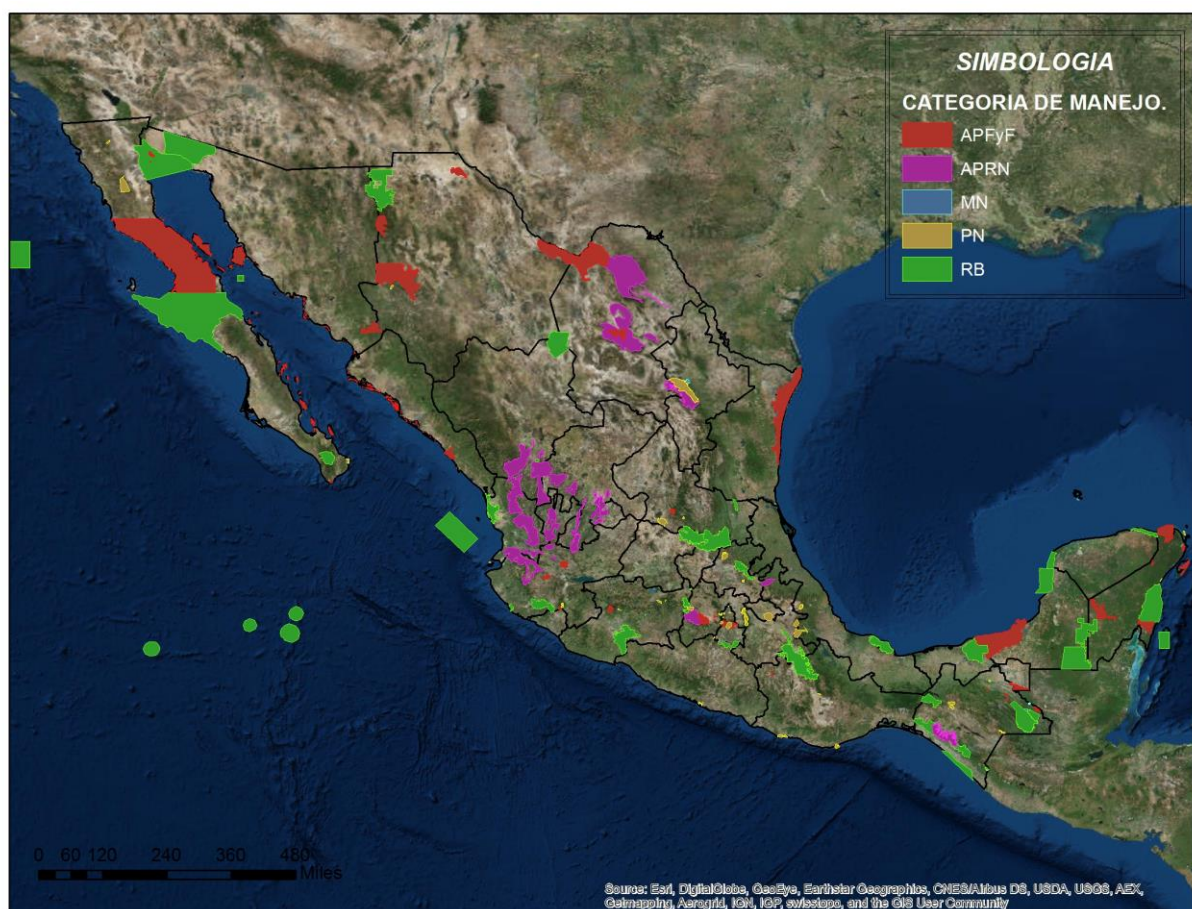 SIMBOLOGIA
CATEGORIA DE MANEJO.
APFyF
APRN
MN
PN
RB
0 60 120 240 360 480
Miles
Source: Esri, DigitalGlobe, GeoEye, Earthstar Geographics, CNES/Airbus DS, USDA, USGS, AEX,
Getmapping, Aerogrid, IGN, IGP, swisstopo, and the GIS User Community